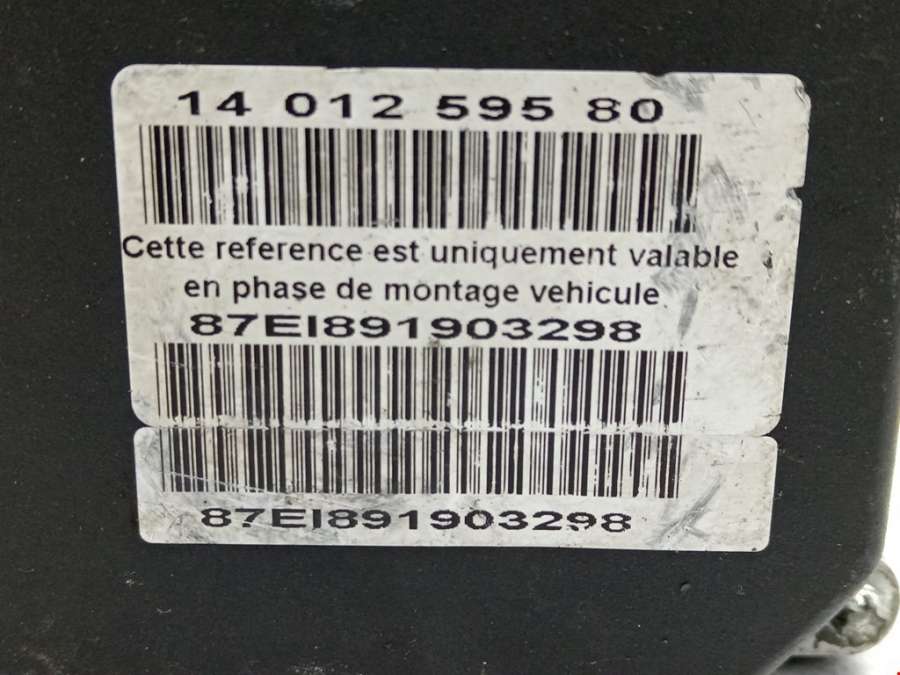 14 012 595 80
Cette reference est uniquement valable
en phase de montage vehicule
87EI891903298
87EI891903298